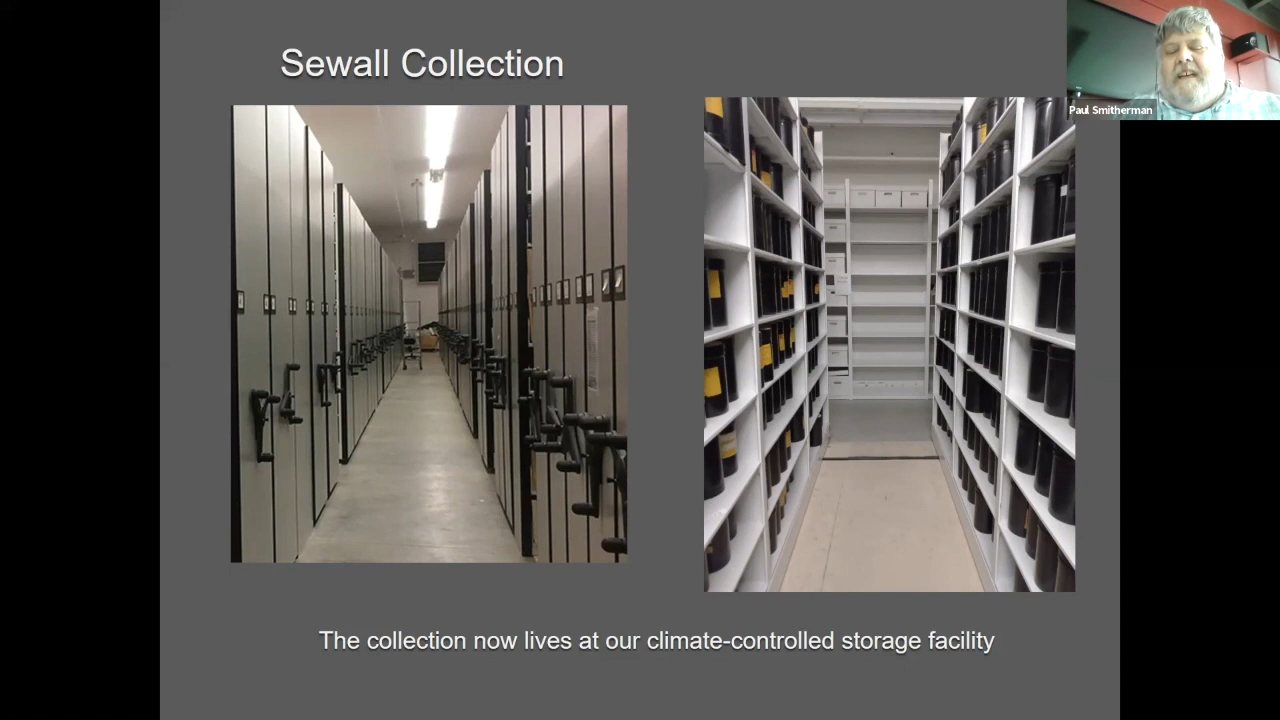 Sewall Collection
Paul Smitherman
The collection now lives at our climate-controlled storage facility